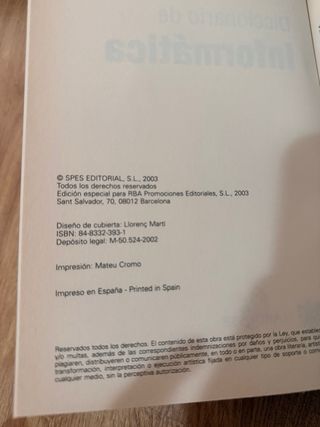 Diccionario de
informática
© SPES EDITORIAL, S.L., 2003
Todos los derechos reservados
Edición especial para RBA Promociones Editoriales, S.L., 2003
Sant Salvador, 70, 08012 Barcelona
Diseño de cubierta: Llorenç Martí
ISBN: 84-8332-393-1
Depósito legal: M-50.524-2002
Impresión: Mateu Cromo
Impreso en España - Printed in Spain
Reservados todos los derechos. El contenido de esta obra está protegido por la Ley, que establece
y/o multas, además de las correspondientes indemnizaciones por daños y perjuicios, para
plagiaren, distribuyeren o comunicaren públicamente, en todo o en parte, una obra literaria,
transformación, interpretación o ejecución artística fijada en cualquier tipo de soporte o
cualquier medio, sin la perceptiva autorización.